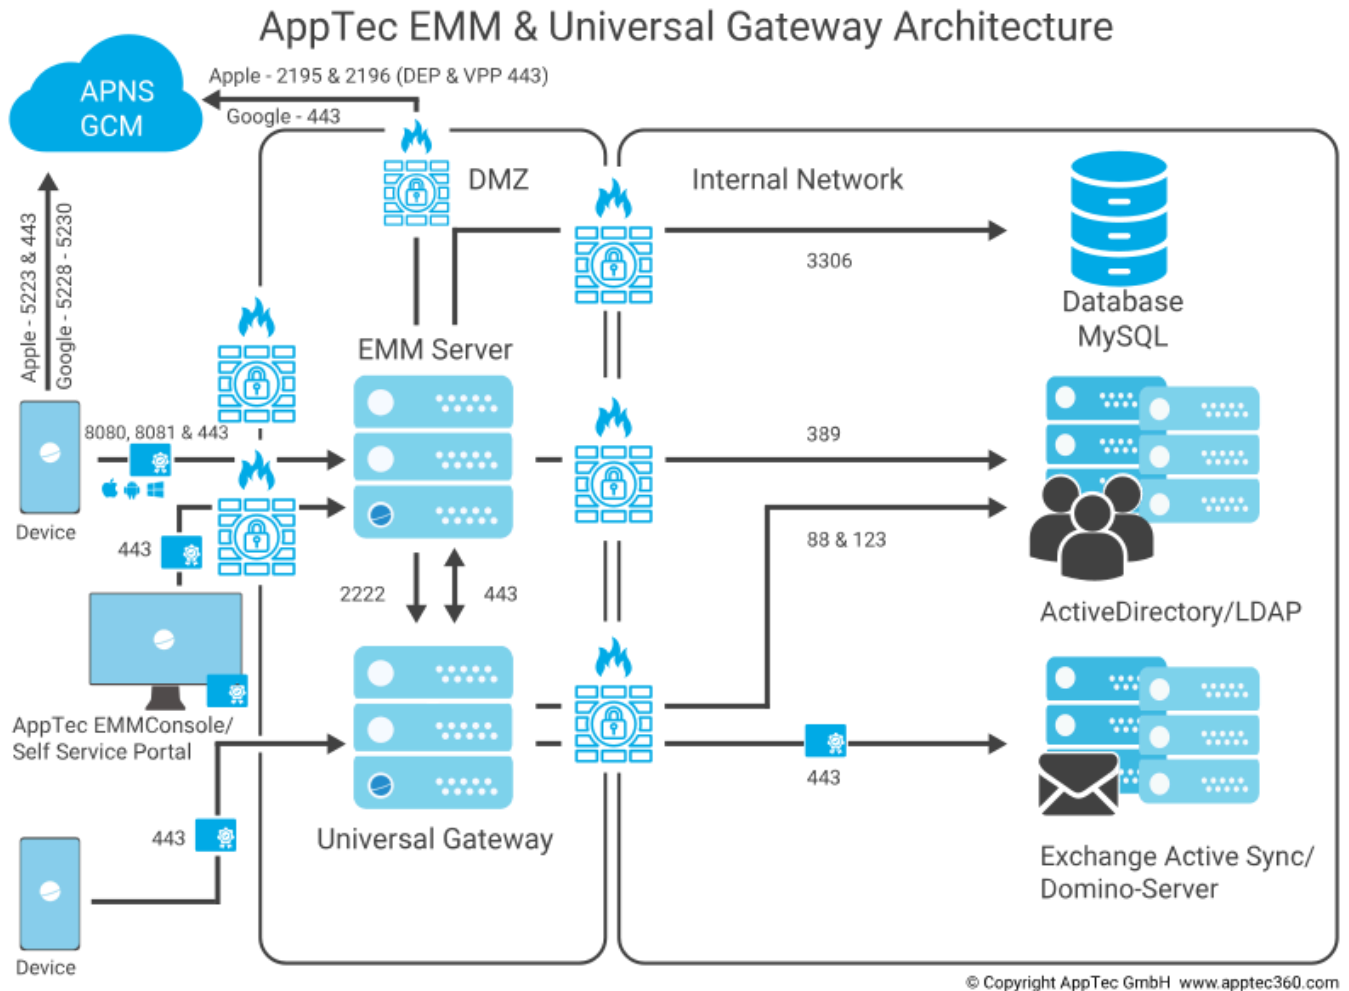 AppTec EMM & Universal Gateway Architecture
Apple - 2195 & 2196 (DEP & VPP 443)
APNS
GCM
Google - 443
DMZ
Internal Network
Apple - 5223 & 443
Google - 5228 - 5230
3306
Database
MySQL
EMM Server
8080, 8081 & 443
389
Device
443
88 & 123
2222
443
ActiveDirectory/LDAP
AppTec EMMConsole/
Self Service Portal
443
443
Universal Gateway
Exchange Active Sync/
Domino-Server
Device
© Copyright AppTec GmbH www.apptec360.com